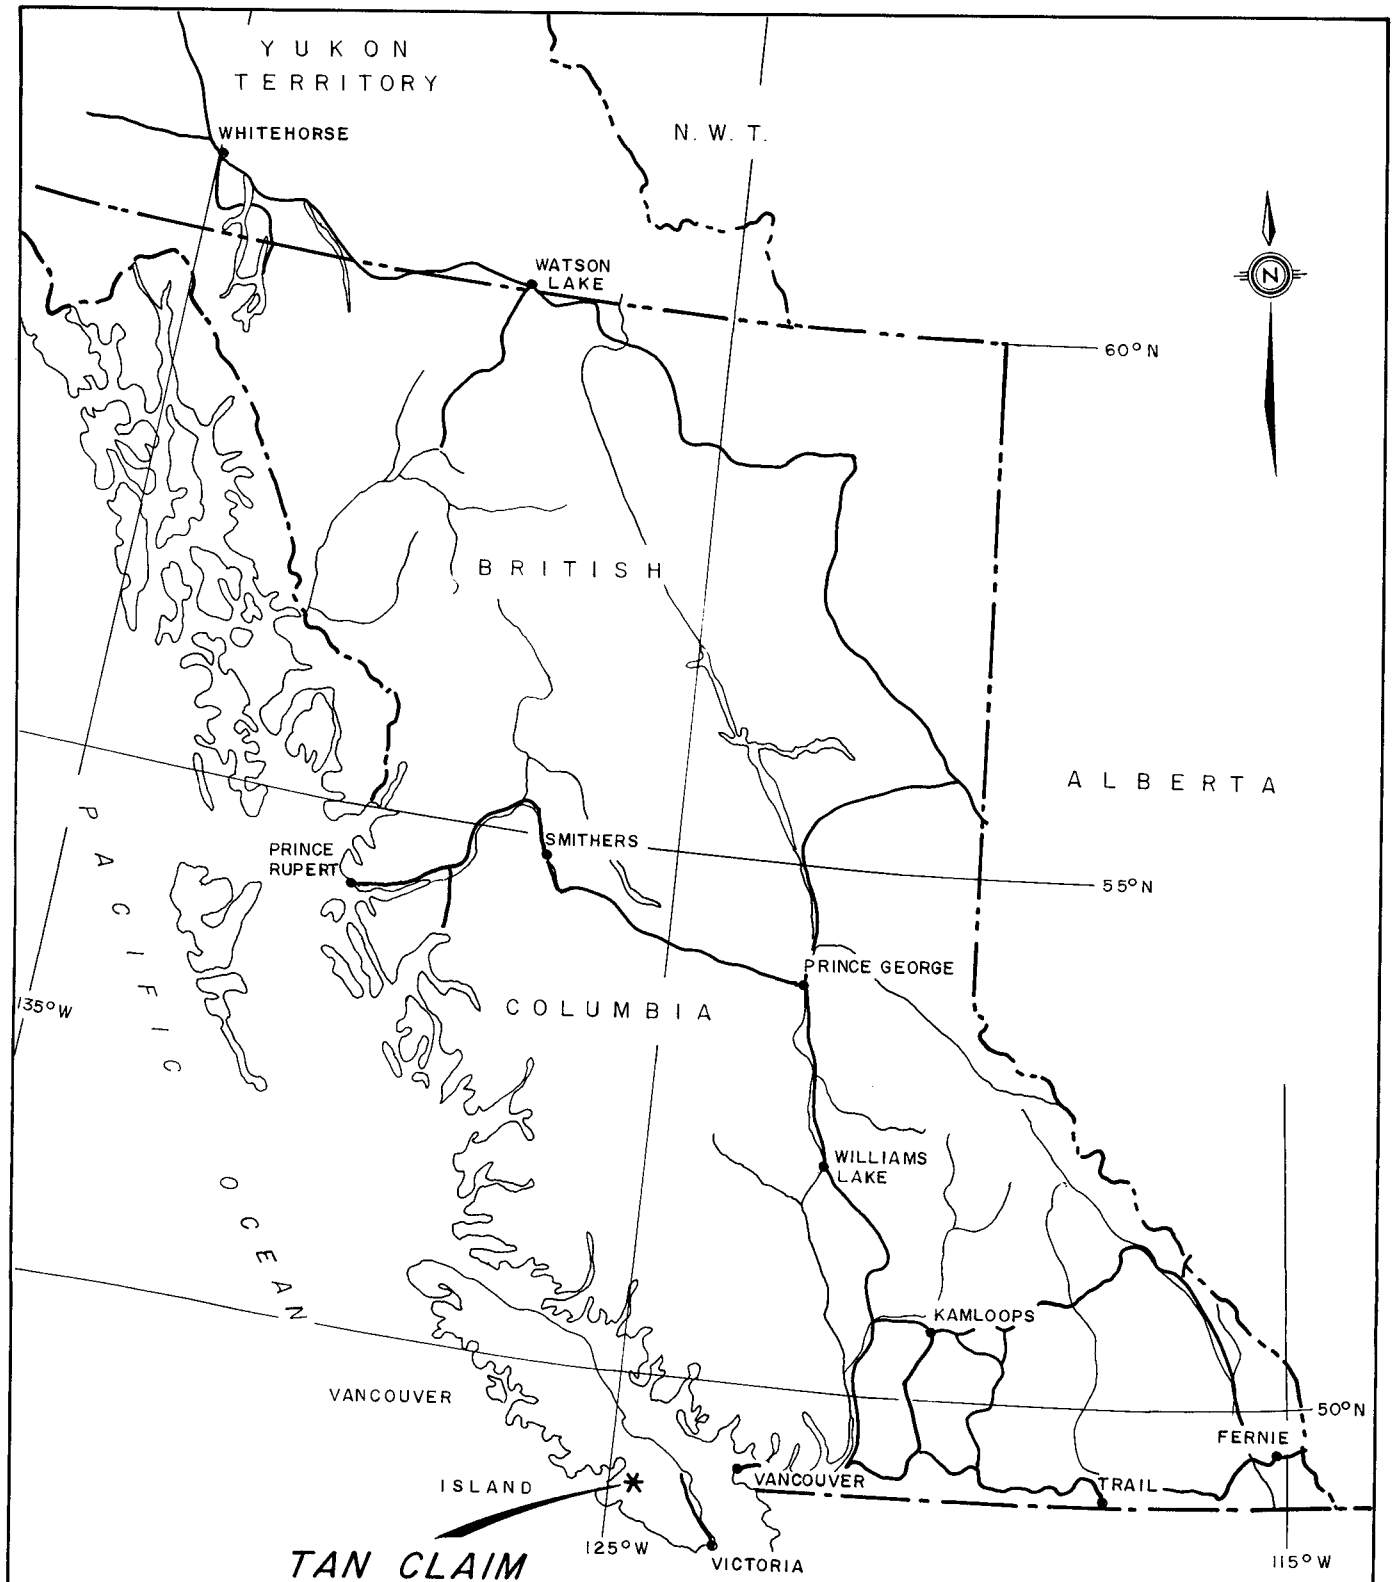 YUKON
TERRITORY
N. W. T.
WHITEHORSE
WATSON
LAKE
N
60°N
BRITISH
ALBERTA
PACIFIC
PRINCE
RUPERT
SMITHERS
55°N
PRINCE GEORGE
135°W
COLUMBIA
WILLIAMS
LAKE
OCEAN
KAMLOOPS
VANCOUVER
50°N
FERNIE
ISLAND
VANCOUVER
TRAIL
125°W
VICTORIA
115°W
TAN CLAIM